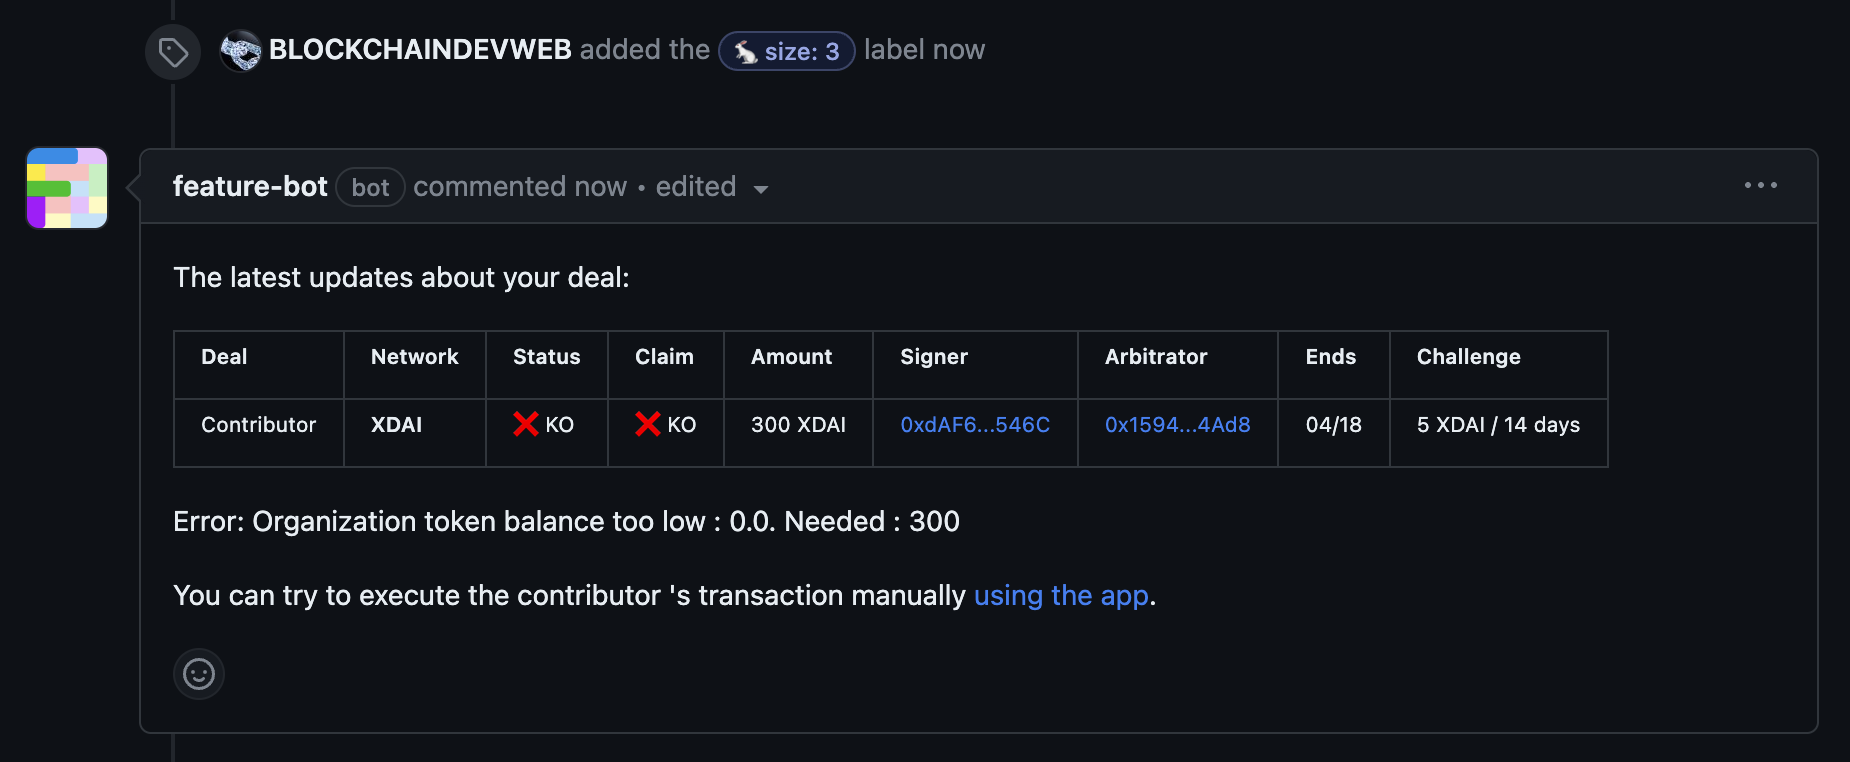 BLOCKCHAINDEVWEB added the 🐇 size: 3 label now
feature-bot bot commented now • edited
The latest updates about your deal:
Deal Network Status Claim Amount Signer Arbitrator Ends Challenge
Contributor XDAI ❌ KO ❌ KO 300 XDAI 0xdAF6...546C 0x1594...4Ad8 04/18 5 XDAI / 14 days
Error: Organization token balance too low : 0.0. Needed : 300
You can try to execute the contributor 's transaction manually using the app.